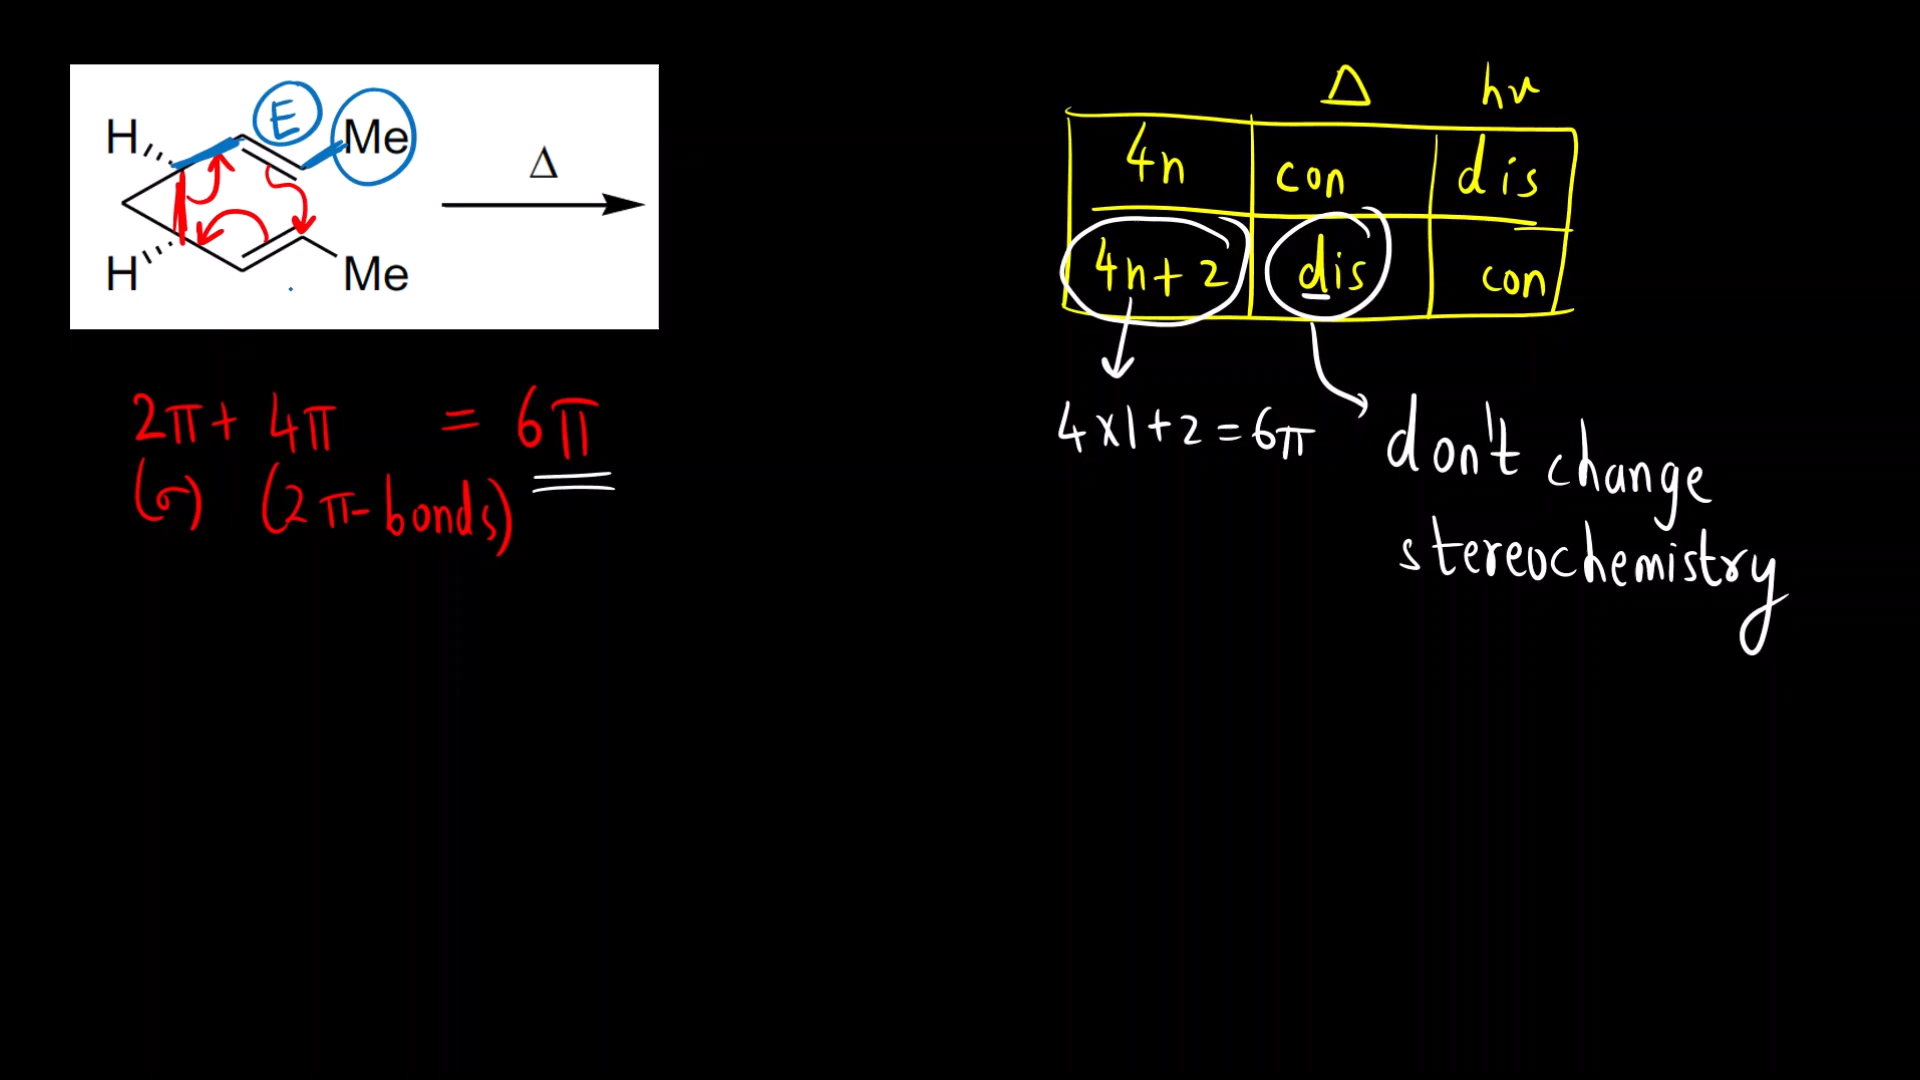 H E Me
Δ
H Me
2π + 4π = 6π
(σ) (2π-bonds)
Δ hν
4n con dis
4n+2 dis con
4x1+2=6π
don't change
stereochemistry